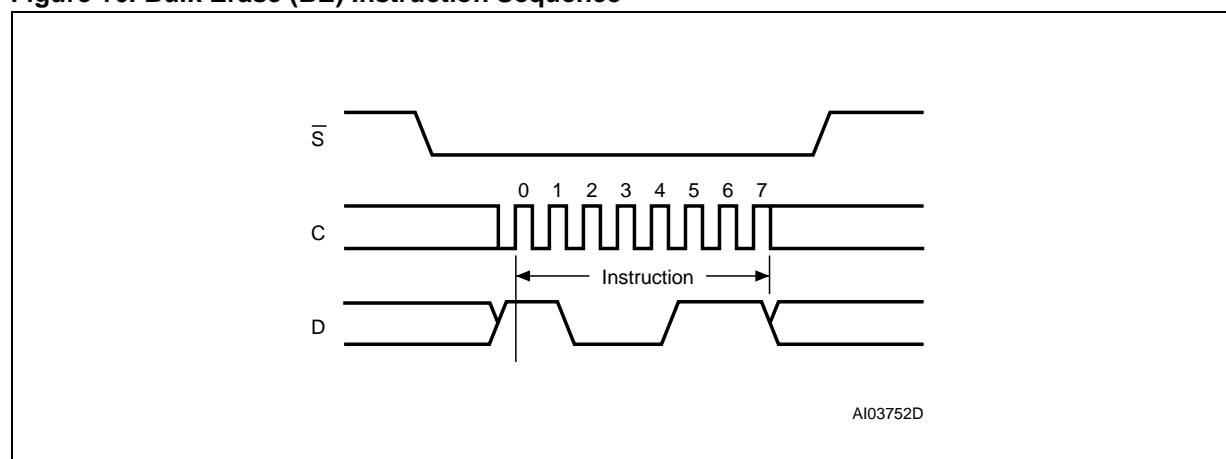 Figure 16. Bulk Erase (BE) Instruction Sequence
S
0 1 2 3 4 5 6 7
C
Instruction
D
AI03752D